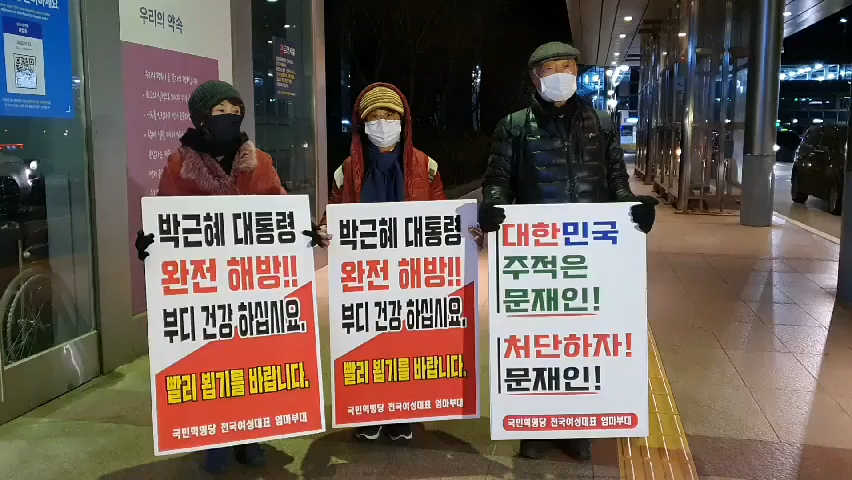 우리의 약속
박근혜 대통령
완전 해방!!
부디 건강 하십시요.
빨리 뵙기를 바랍니다.
국민혁명당 전국여성대표 엄마부대
박근혜 대통령
완전 해방!!
부디 건강 하십시요.
빨리 뵙기를 바랍니다.
국민혁명당 전국여성대표 엄마부대
대한민국
주적은
문재인!
처단하자!
문재인!
국민혁명당 전국여성대표 엄마부대